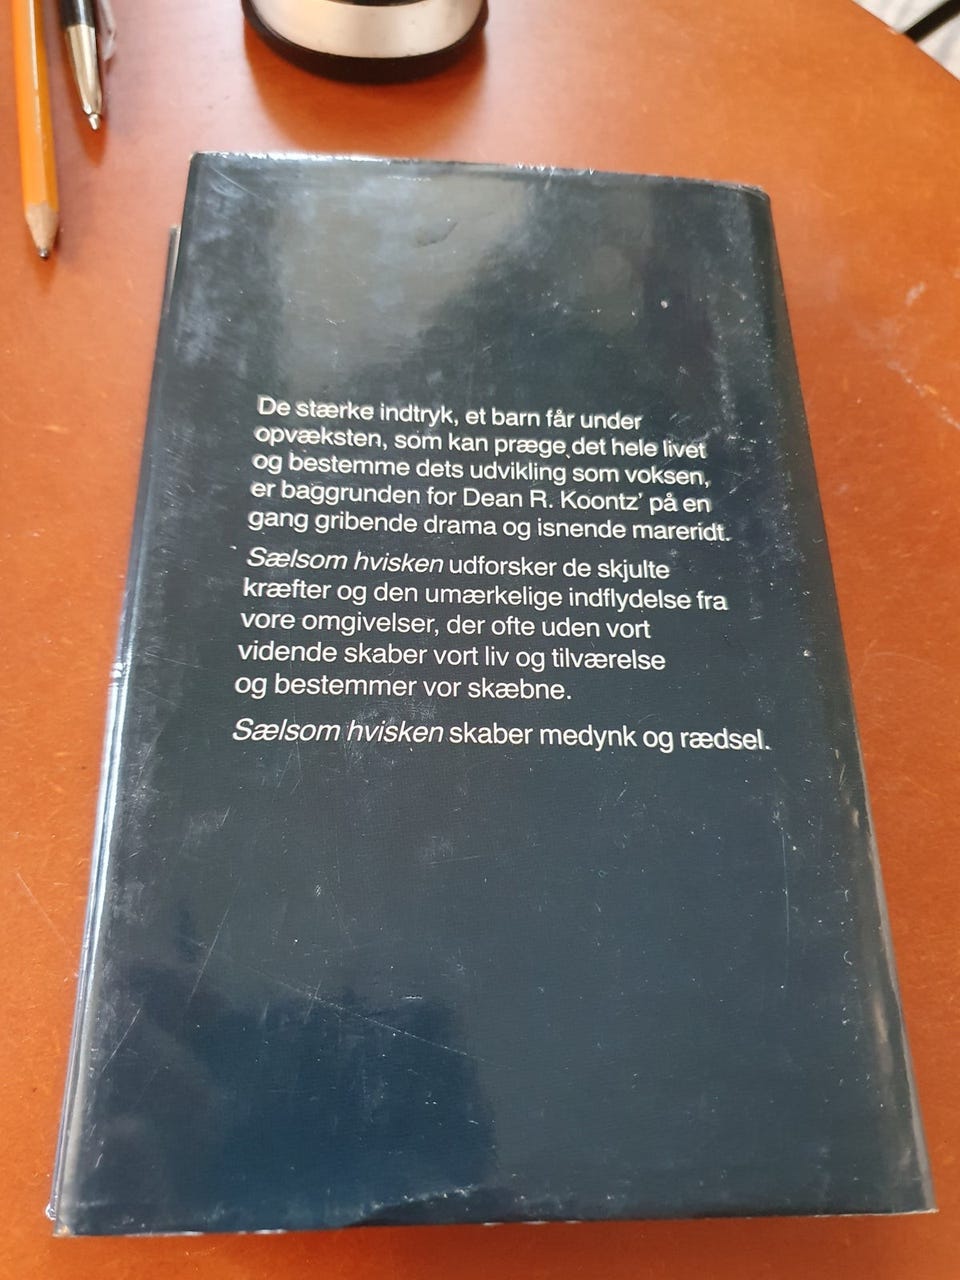 De stærke indtryk, et barn får under
opvæksten, som kan præge det hele livet
og bestemme dets udvikling som voksen,
er baggrunden for Dean R. Koontz' på en
gang gribende drama og isnende mareridt.
Sælsom hvisken udforsker de skjulte
kræfter og den umærkelige indflydelse fra
vore omgivelser, der ofte uden vort
vidende skaber vort liv og tilværelse
og bestemmer vor skæbne.
Sælsom hvisken skaber medynk og rædsel.